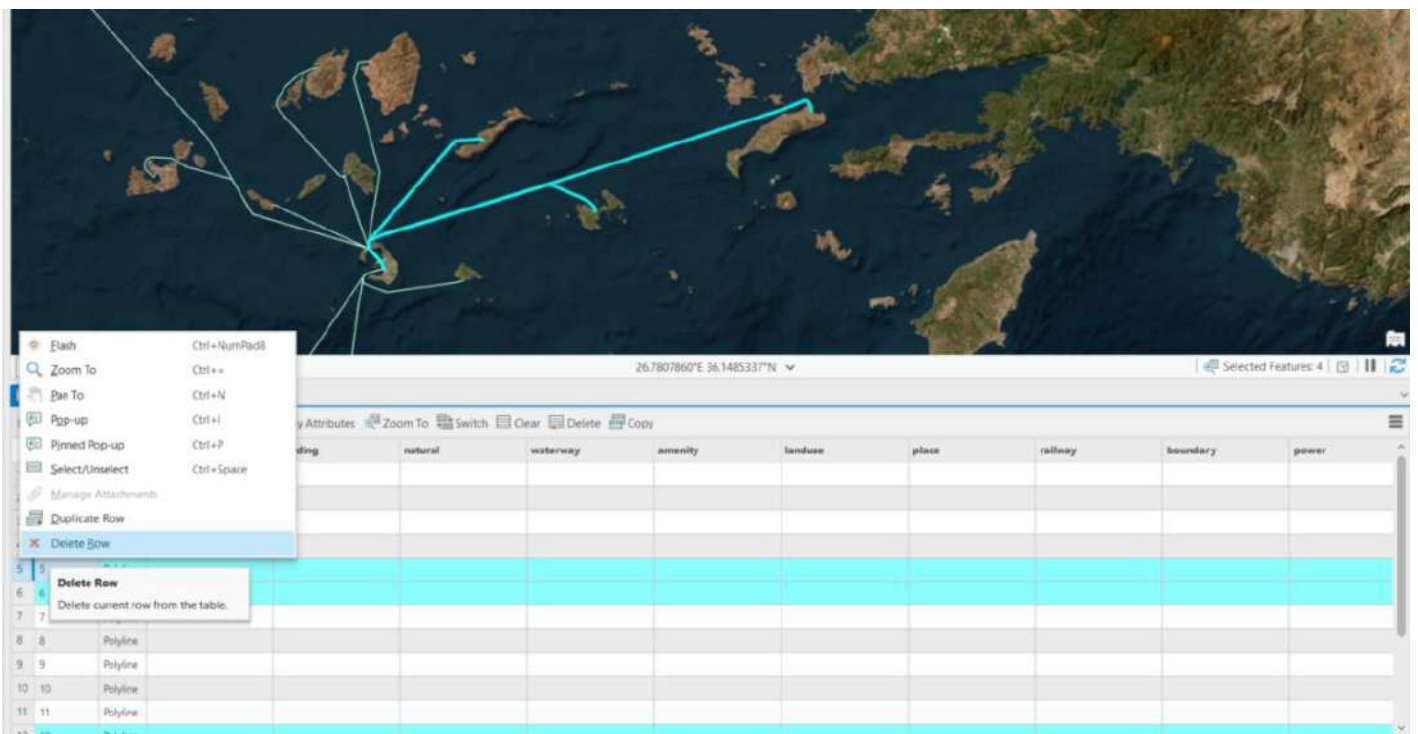 Flash Ctrl+NumPad8
Zoom To Ctrl+=
Pan To Ctrl+N
Pop-up Ctrl+I
Pinned Pop-up Ctrl+P
Select/Unselect Ctrl+Space
Manage Attachments
Duplicate Row
Delete Row
26.7807860°E 36.1485337°N
Selected Features: 4
y Attributes Zoom To Switch Clear Delete Copy
ding natural waterway amenity landuse place railway boundary power
5 5
Delete Row
Delete current row from the table.
6 6
7 7
8 8 Polyline
9 9 Polyline
10 10 Polyline
11 11 Polyline